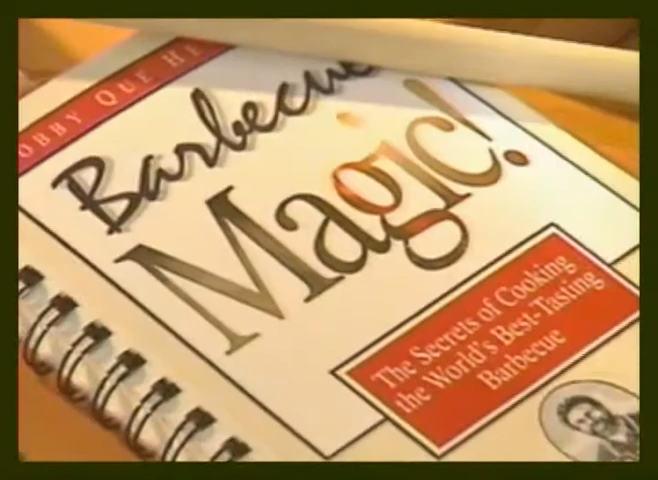 OBBY QUE HE
Barbecue
Magic!
The Secrets of Cooking
the World's Best-Tasting
Barbecue